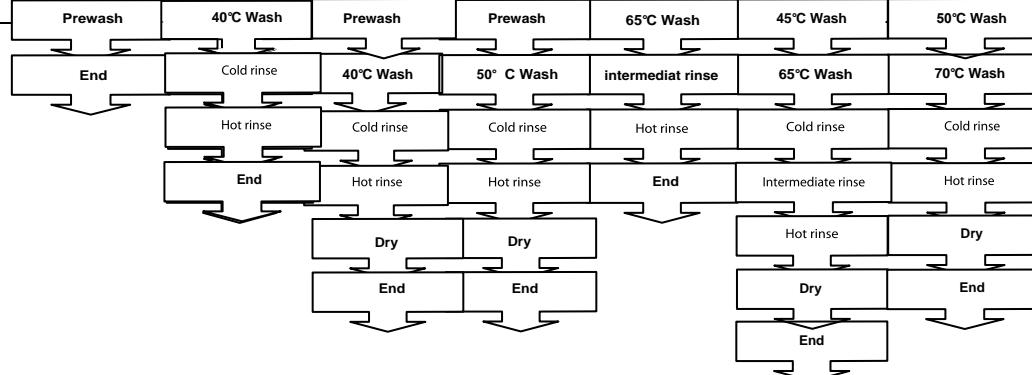 Prewash
End
40℃ Wash
Cold rinse
Hot rinse
End
Prewash
40℃ Wash
Cold rinse
Hot rinse
Dry
End
Prewash
50° C Wash
Cold rinse
Hot rinse
Dry
End
65℃ Wash
intermediat rinse
Hot rinse
End
45℃ Wash
65℃ Wash
Cold rinse
Intermediate rinse
Hot rinse
Dry
End
50℃ Wash
70℃ Wash
Cold rinse
Hot rinse
Dry
End